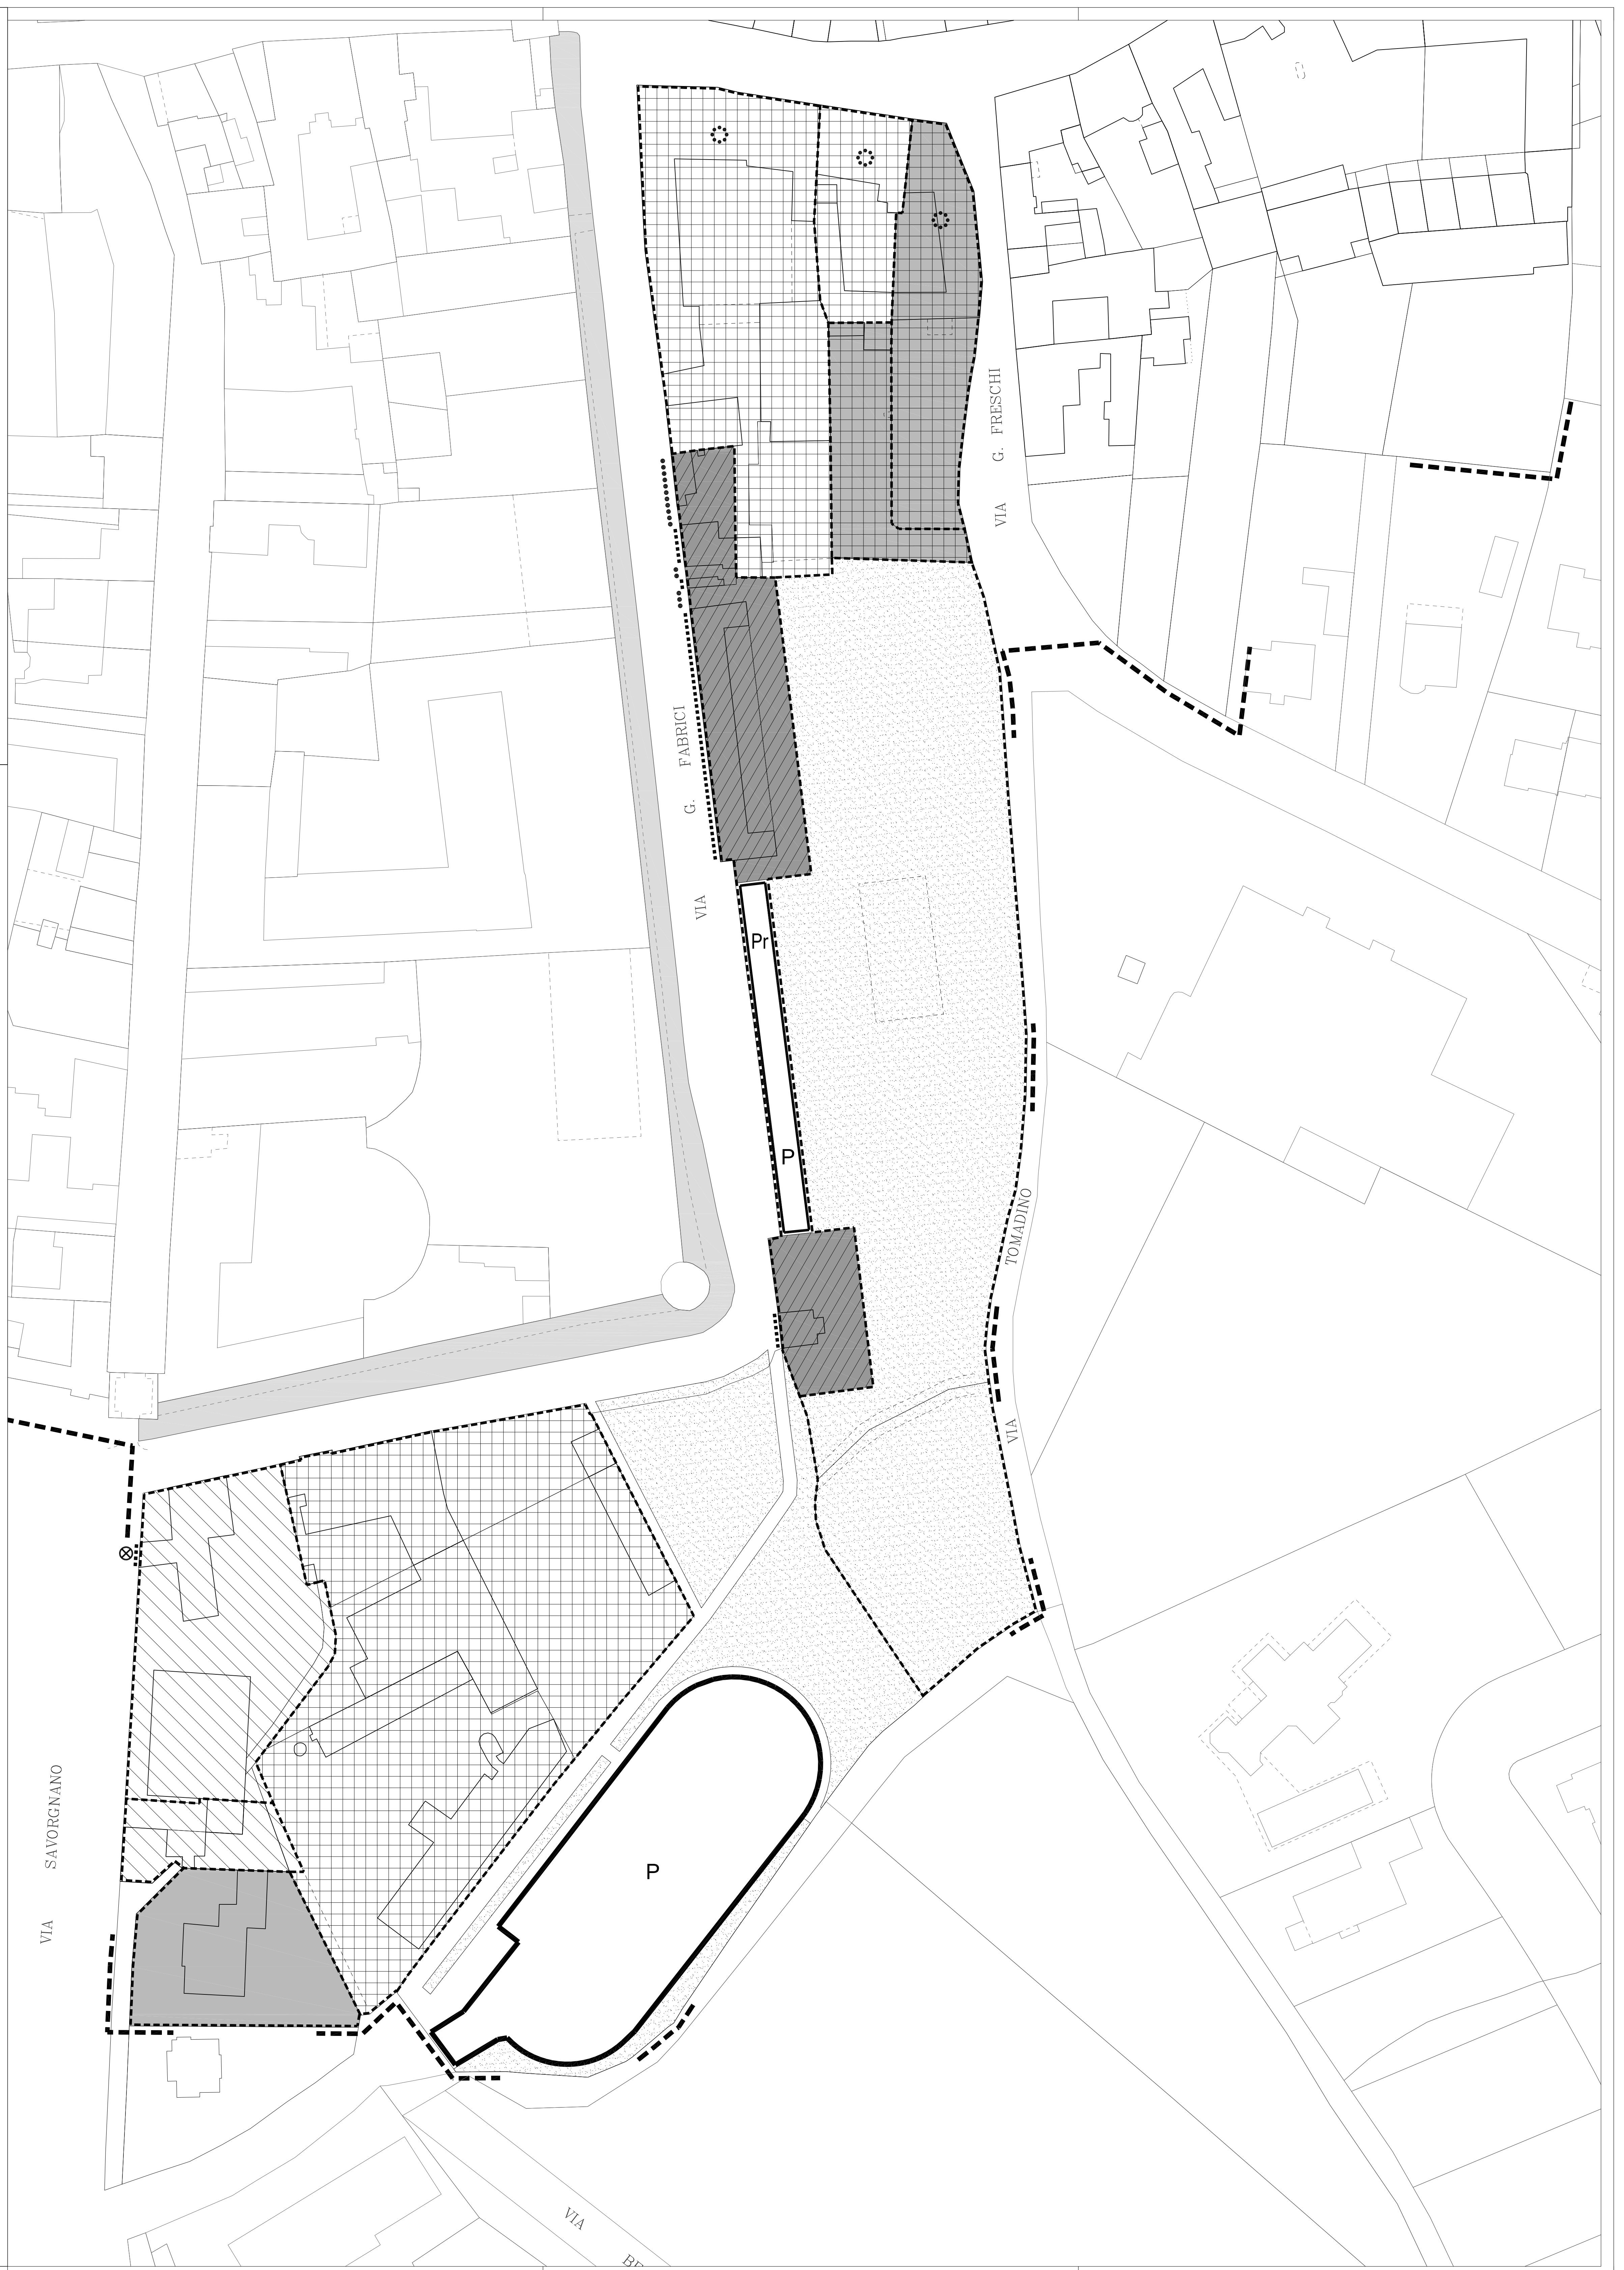 VIA G. FRESCHI
VIA G. FABRICI
Pr
P
VIA TOMADINO
VIA SAVORGNANO
P
VIA